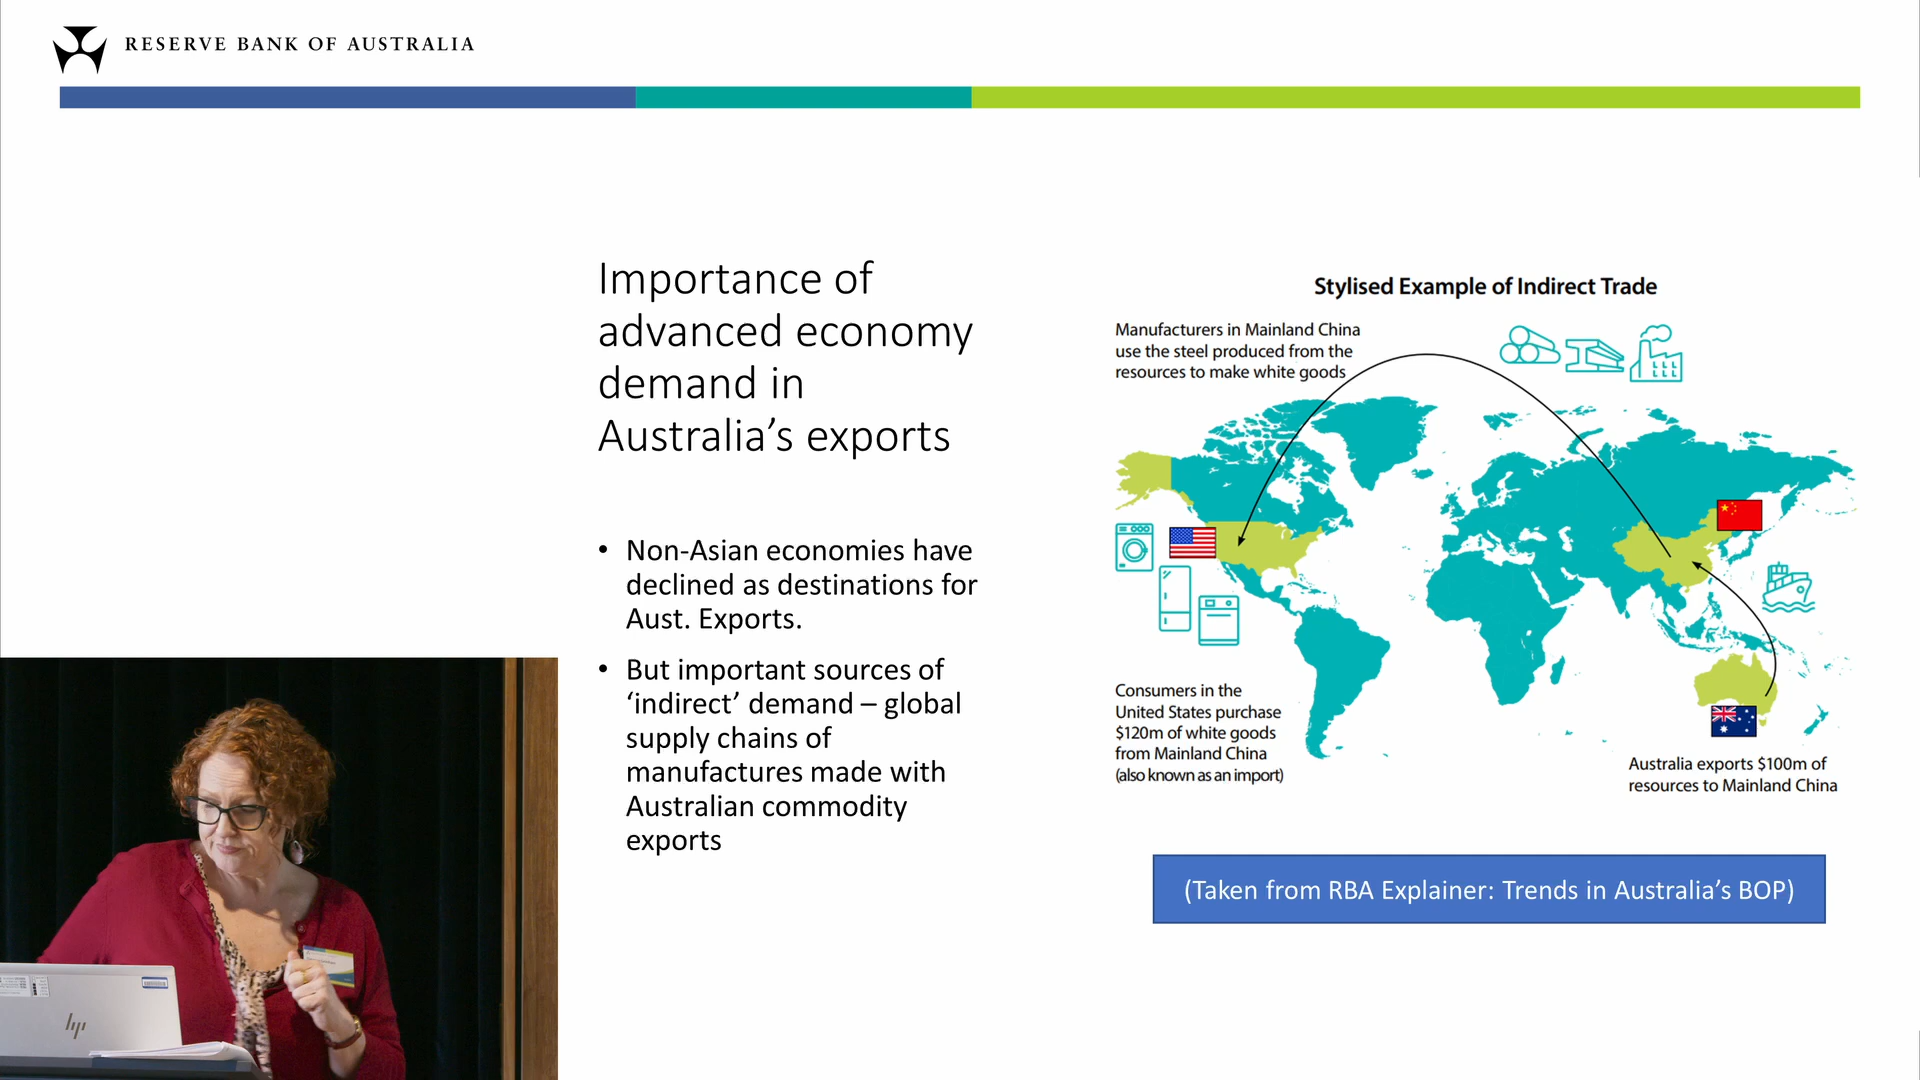 RESERVE BANK OF AUSTRALIA
Importance of
advanced economy
demand in
Australia’s exports
• Non-Asian economies have
declined as destinations for
Aust. Exports.
• But important sources of
‘indirect’ demand – global
supply chains of
manufactures made with
Australian commodity
exports
Stylised Example of Indirect Trade
Manufacturers in Mainland China
use the steel produced from the
resources to make white goods
Consumers in the
United States purchase
$120m of white goods
from Mainland China
(also known as an import)
Australia exports $100m of
resources to Mainland China
(Taken from RBA Explainer: Trends in Australia’s BOP)
hp